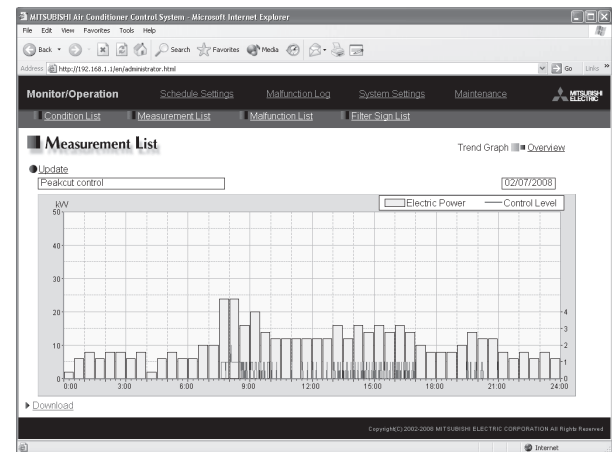 MITSUBISHI Air Conditioner Control System - Microsoft Internet Explorer
File Edit View Favorites Tools Help
Back Search Favorites Media
Address http://192.168.1.1/en/administrator.html Go Links »
Monitor/Operation Schedule Settings Malfunction Log System Settings Maintenance MITSUBISHI ELECTRIC
Condition List Measurement List Malfunction List Filter Sign List
Measurement List Trend Graph Overview
Update
Peakcut control 02/07/2008
kW Electric Power Control Level
50
40
30
20 4
3
10 2
1
0 0
0:00 3:00 6:00 9:00 12:00 15:00 18:00 21:00 24:00
Download
Copyright(C) 2002-2008 MITSUBISHI ELECTRIC CORPORATION All Rights Reserved
Internet